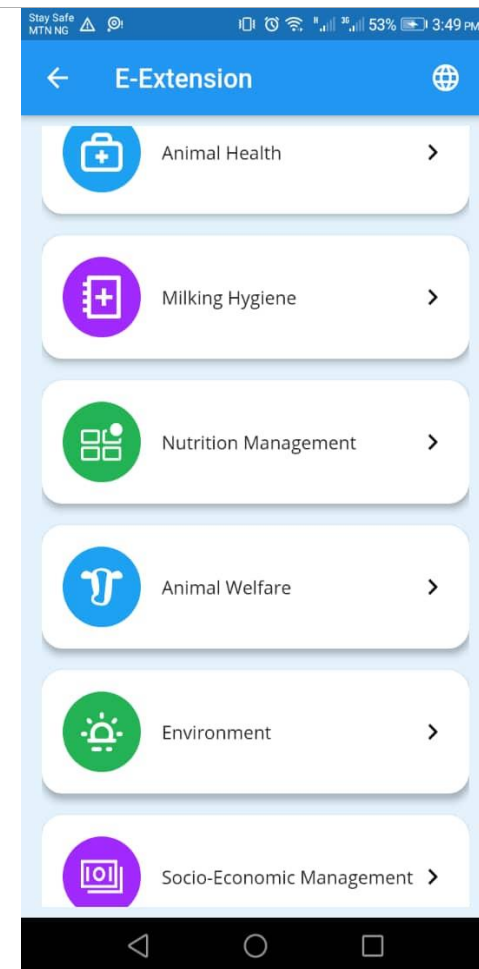 Stay Safe
MTN NG
H 3G 53% 3:49 PM
E-Extension
Animal Health
Milking Hygiene
Nutrition Management
Animal Welfare
Environment
Socio-Economic Management